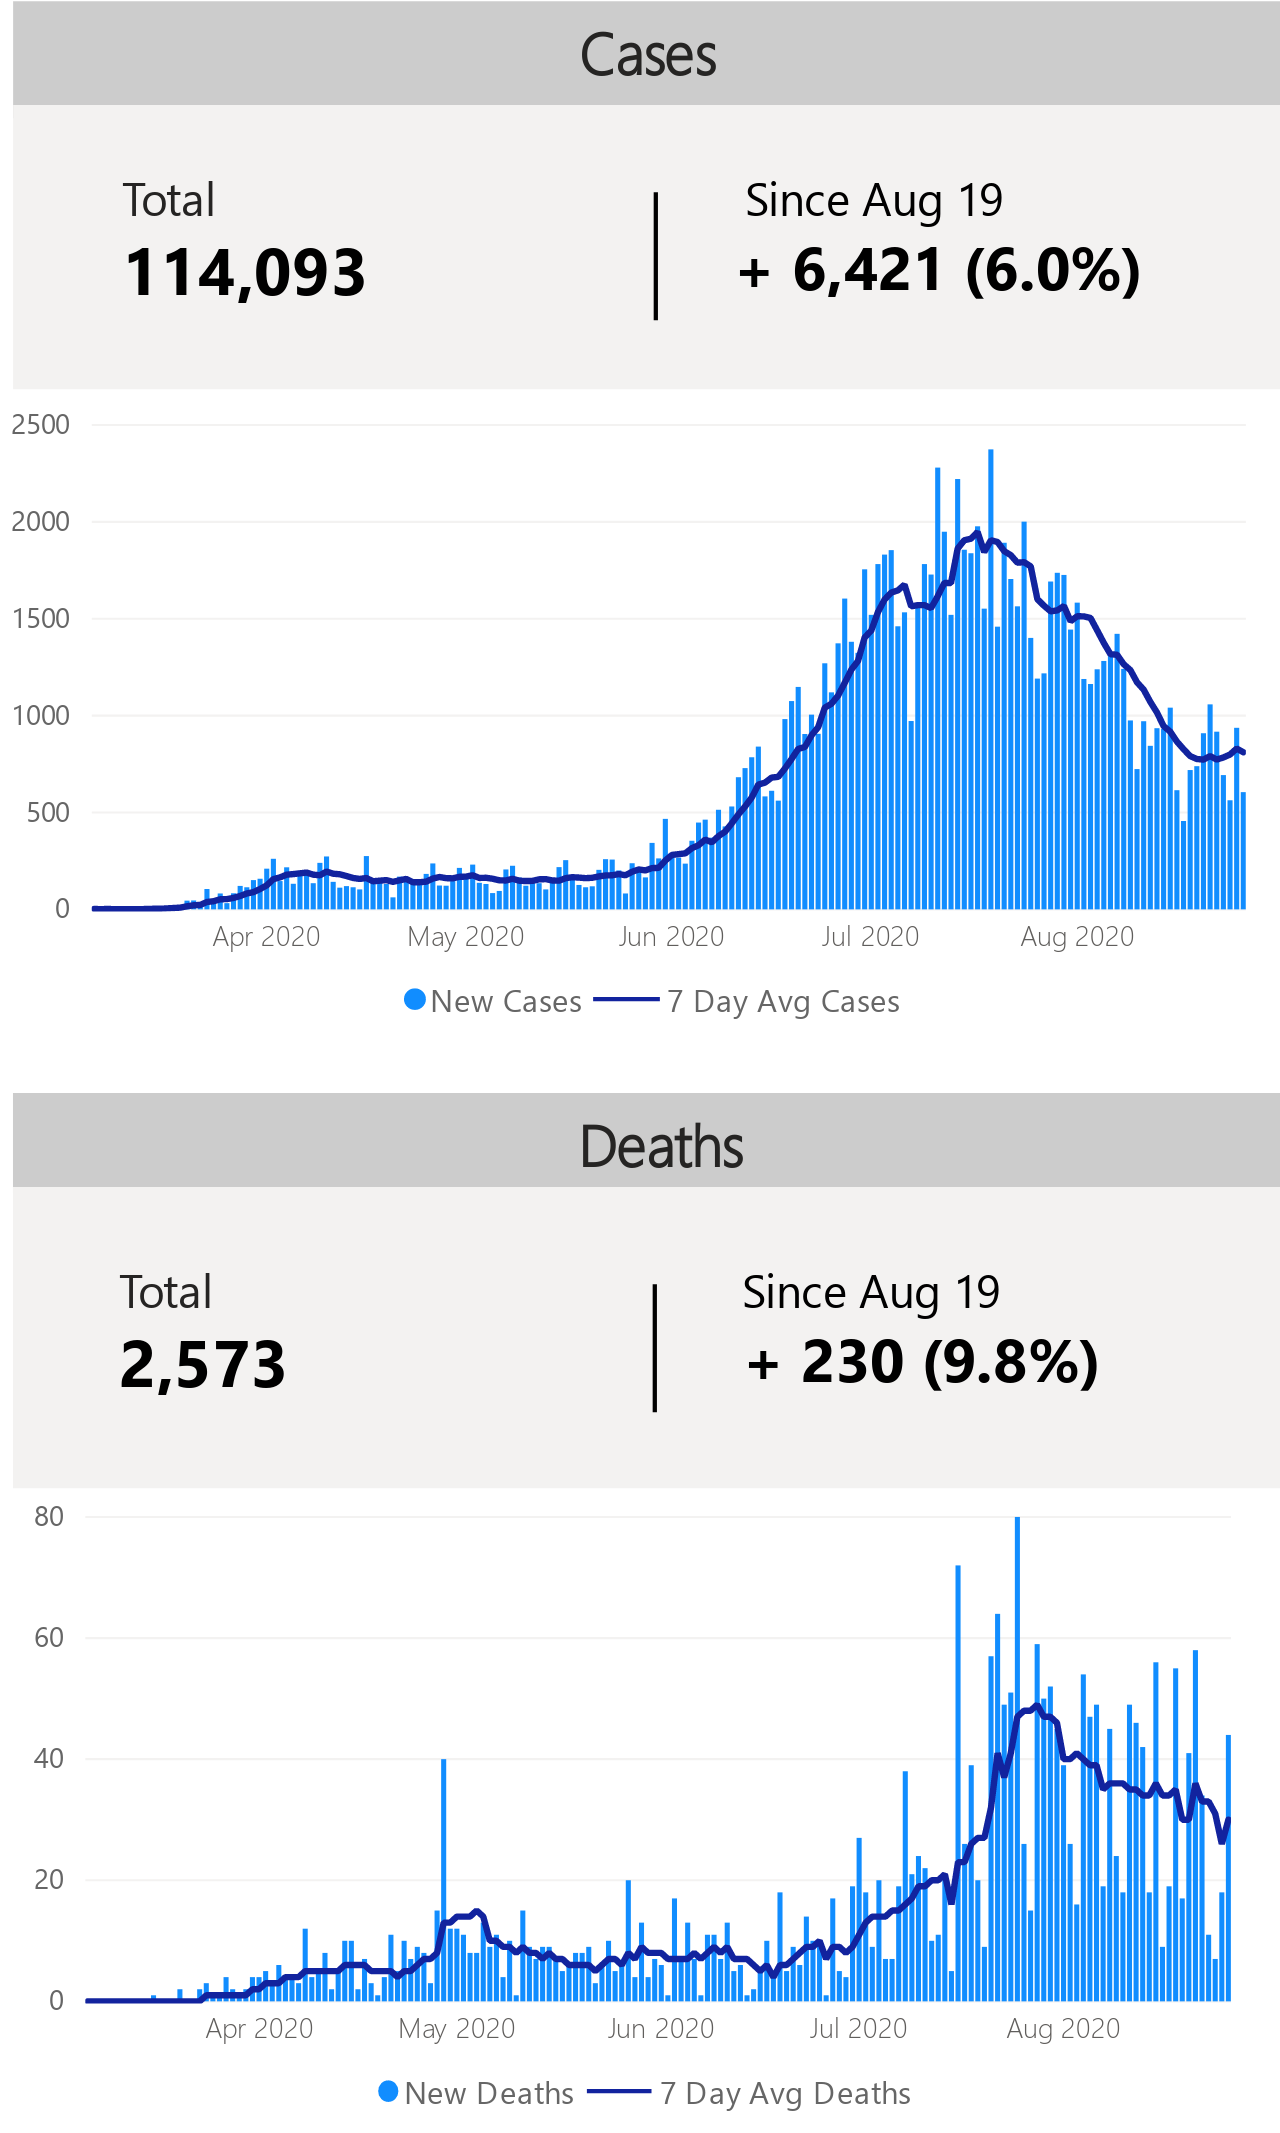 Cases
Total
Since Aug 19
114,093
+ 6,421 (6.0%)
2500
2000
1500
1000
500
0
Apr 2020
May 2020
Jun 2020
Jul 2020
Aug 2020
New Cases
7 Day Avg Cases
Deaths
Total
Since Aug 19
2,573
+ 230 (9.8%)
80
60
40
20
0
Apr 2020
May 2020
Jun 2020
Jul 2020
Aug 2020
New Deaths
7 Day Avg Deaths